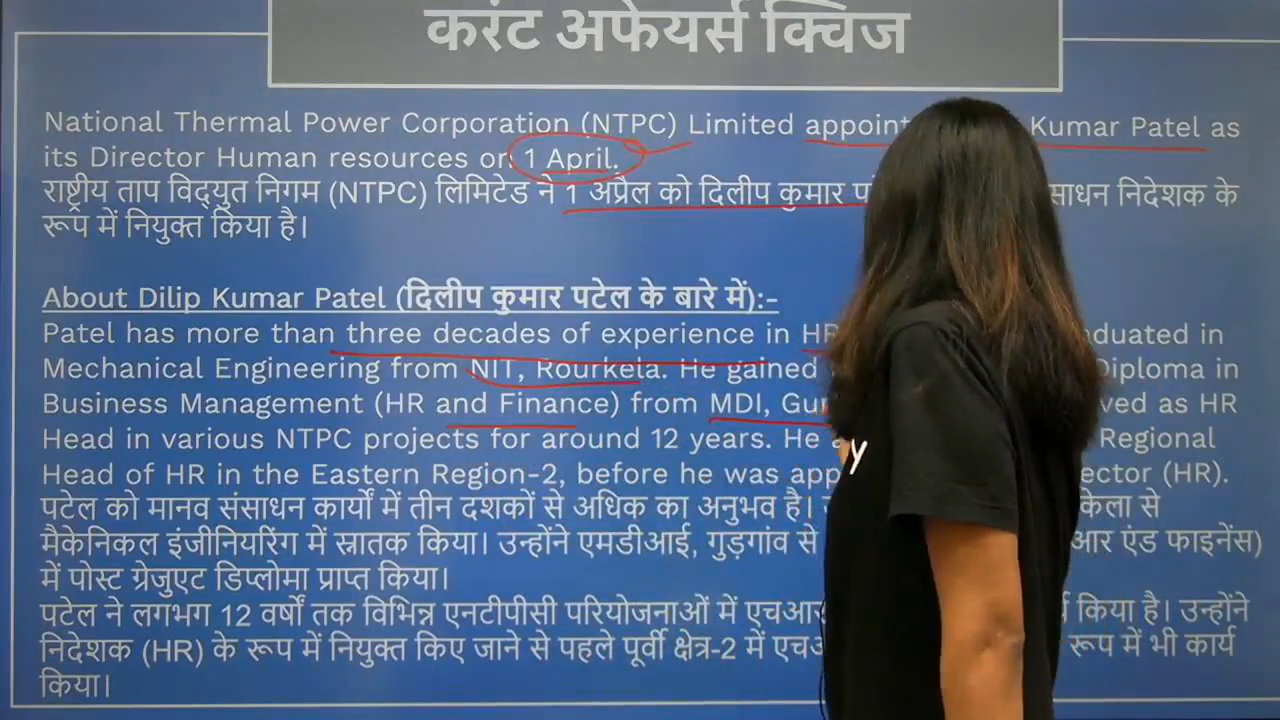 करंट अफेयर्स क्विज
National Thermal Power Corporation (NTPC) Limited appoint Kumar Patel as
its Director Human resources on 1 April.
राष्ट्रीय ताप विद्युत निगम (NTPC) लिमिटेड ने 1 अप्रेल को दिलीप कुमार साधन निदेशक के
रूप में नियुक्त किया है।
About Dilip Kumar Patel (दिलीप कुमार पटेल के बारे में):-
Patel has more than three decades of experience in HR aduated in
Mechanical Engineering from NIT, Rourkela. He gained Diploma in
Business Management (HR and Finance) from MDI, Gu ved as HR
Head in various NTPC projects for around 12 years. He Regional
Head of HR in the Eastern Region-2, before he was app ector (HR).
पटेल को मानव संसाधन कार्यों में तीन दशकों से अधिक का अनुभव है। केला से
मैकेनिकल इंजीनियरिंग में स्नातक किया। उन्होंने एमडीआई, गुड़गांव से आर एंड फाइनेंस)
में पोस्ट ग्रेजुएट डिप्लोमा प्राप्त किया।
पटेल ने लगभग 12 वर्षों तक विभिन्न एनटीपीसी परियोजनाओं में एचआर किया है। उन्होंने
निदेशक (HR) के रूप में नियुक्त किए जाने से पहले पूर्वी क्षेत्र-2 में एच रूप में भी कार्य
किया।
y